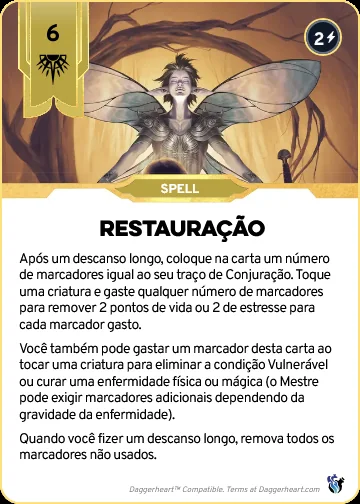 6
2
SPELL
RESTAURAÇÃO
Após um descanso longo, coloque na carta um número
de marcadores igual ao seu traço de Conjuração. Toque
uma criatura e gaste qualquer número de marcadores
para remover 2 pontos de vida ou 2 de estresse para
cada marcador gasto.
Você também pode gastar um marcador desta carta ao
tocar uma criatura para eliminar a condição Vulnerável
ou curar uma enfermidade física ou mágica (o Mestre
pode exigir marcadores adicionais dependendo da
gravidade da enfermidade).
Quando você fizer um descanso longo, remova todos os
marcadores não usados.
Daggerheart™ Compatible. Terms at Daggerheart.com